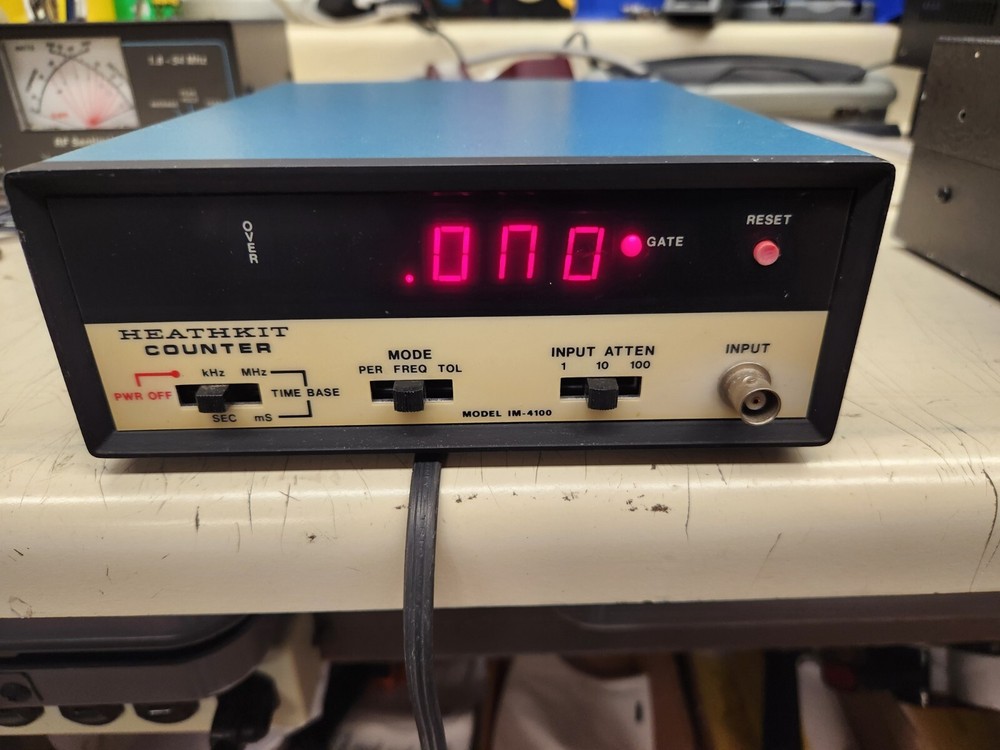 1.8 - 54 MHz
OVER
.000
GATE
RESET
HEATHKIT
COUNTER
PWR OFF
kHz MHz
SEC mS
TIME BASE
MODE
PER FREQ TOL
INPUT ATTEN
1 10 100
MODEL IM-4100
INPUT